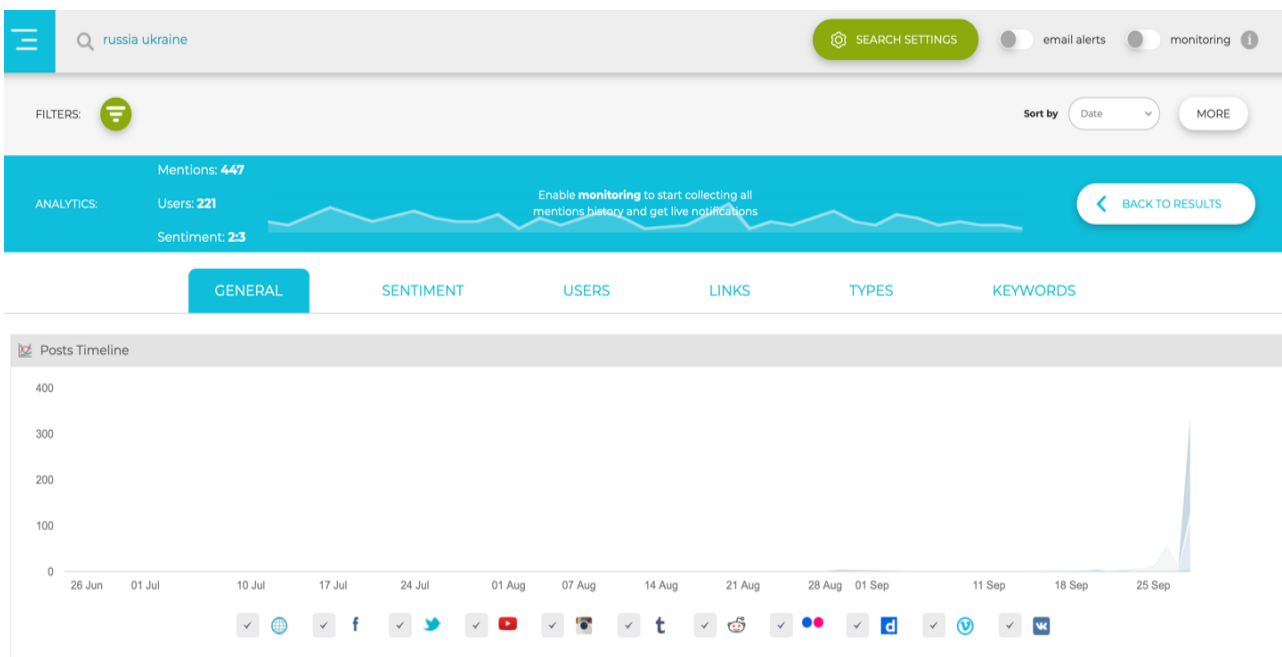 russia ukraine
SEARCH SETTINGS
email alerts
monitoring
FILTERS:
Sort by
Date
MORE
ANALYTICS:
Mentions: 447
Users: 221
Sentiment: 2:3
Enable monitoring to start collecting all
mentions history and get live notifications
BACK TO RESULTS
GENERAL SENTIMENT USERS LINKS TYPES KEYWORDS
Posts Timeline
400
300
200
100
0
26 Jun 01 Jul 10 Jul 17 Jul 24 Jul 01 Aug 07 Aug 14 Aug 21 Aug 28 Aug 01 Sep 11 Sep 18 Sep 25 Sep